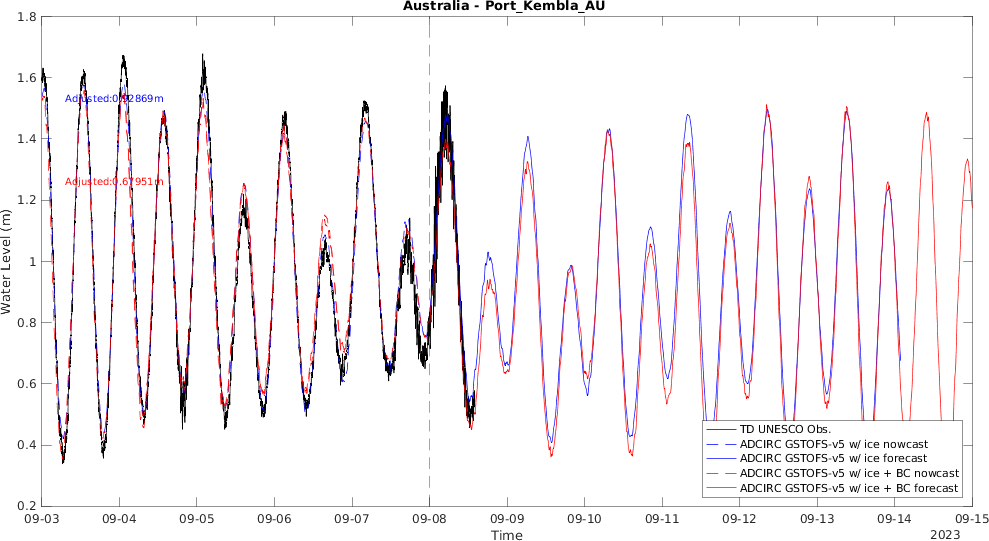 Australia - Port_Kembla_AU
1.8
1.6
1.4
1.2
1
0.8
0.6
0.4
0.2
Water Level (m)
Adjusted:0.92869m
Adjusted:0.67951m
TD UNESCO Obs.
ADCIRC GSTOFS-v5 w/ ice nowcast
ADCIRC GSTOFS-v5 w/ ice forecast
ADCIRC GSTOFS-v5 w/ ice + BC nowcast
ADCIRC GSTOFS-v5 w/ ice + BC forecast
09-03 09-04 09-05 09-06 09-07 09-08 09-09 09-10 09-11 09-12 09-13 09-14 09-15
Time
2023